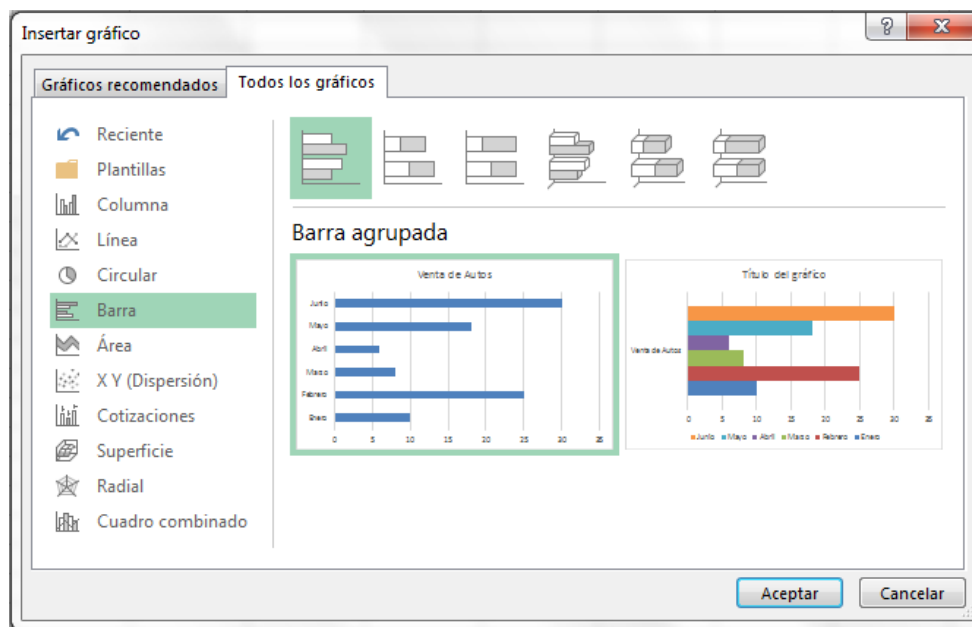 Insertar gráfico
Gráficos recomendados
Todos los gráficos
Reciente
Plantillas
Columna
Línea
Circular
Barra
Área
X Y (Dispersión)
Cotizaciones
Superficie
Radial
Cuadro combinado
Barra agrupada
Venta de Autos
Junio
Mayo
Abril
Marzo
Febrero
Enero
0 5 10 15 20 25 30 35
Título del gráfico
Venta de Autos
0 5 10 15 20 25 30 35
Junio Mayo Abril Marzo Febrero Enero
Aceptar
Cancelar